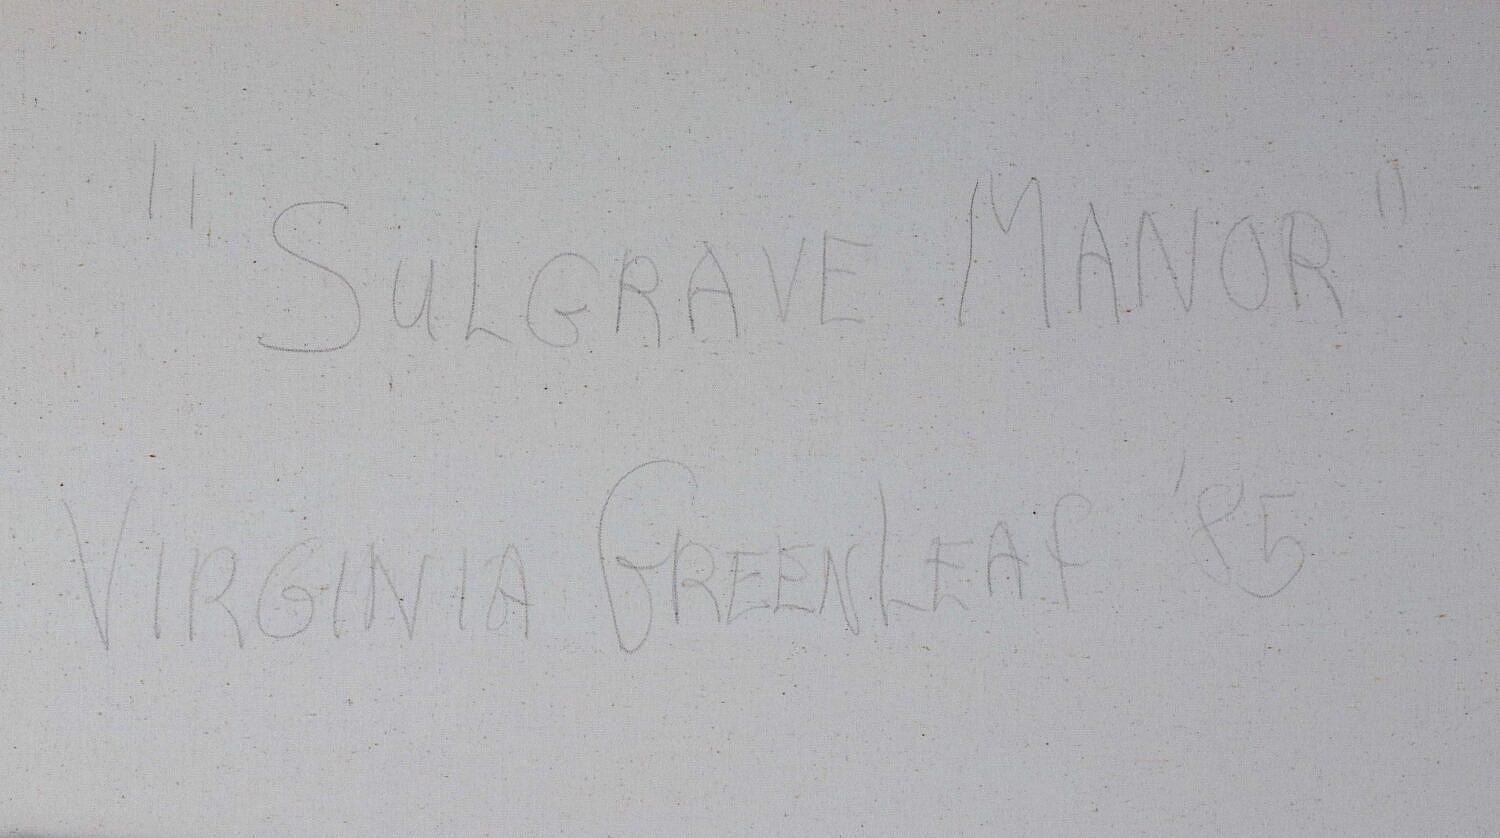 "SULGRAVE MANOR"
VIRGINIA GREENLEAF '85